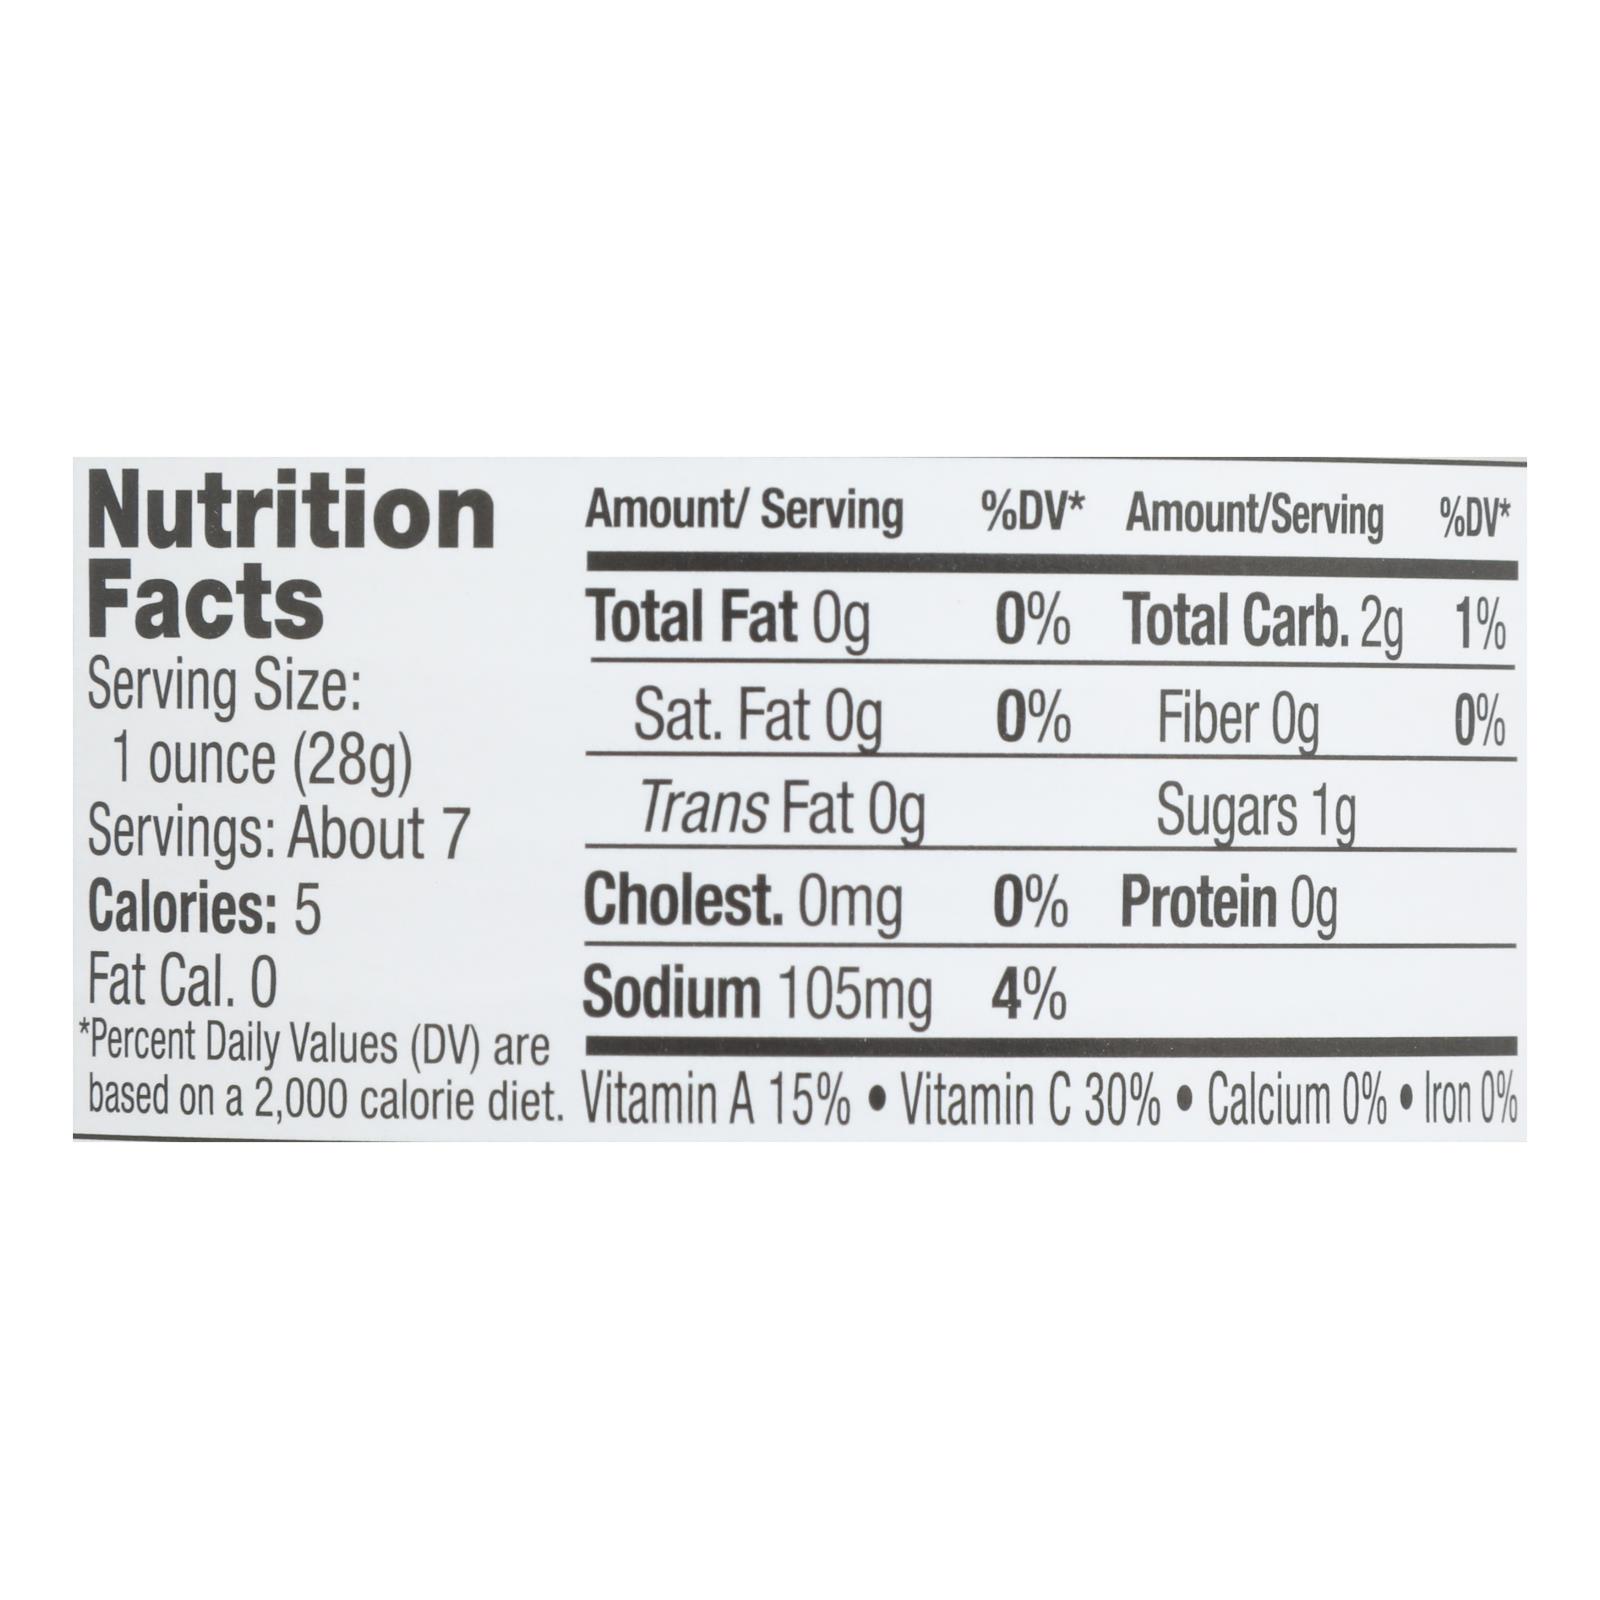 Nutrition
Facts
Serving Size:
1 ounce (28g)
Servings: About 7
Calories: 5
Fat Cal. 0
*Percent Daily Values (DV) are
based on a 2,000 calorie diet.
Amount/ Serving %DV* Amount/Serving %DV*
Total Fat 0g 0% Total Carb. 2g 1%
Sat. Fat 0g 0% Fiber 0g 0%
Trans Fat 0g Sugars 1g
Cholest. 0mg 0% Protein 0g
Sodium 105mg 4%
Vitamin A 15% • Vitamin C 30% • Calcium 0% • Iron 0%